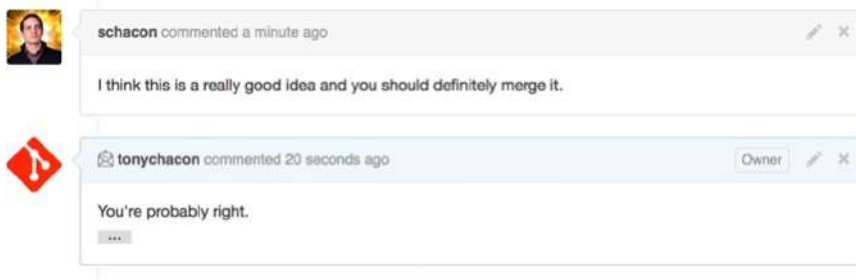 schacon commented a minute ago
I think this is a really good idea and you should definitely merge it.
tonychacon commented 20 seconds ago
Owner
You're probably right.
...